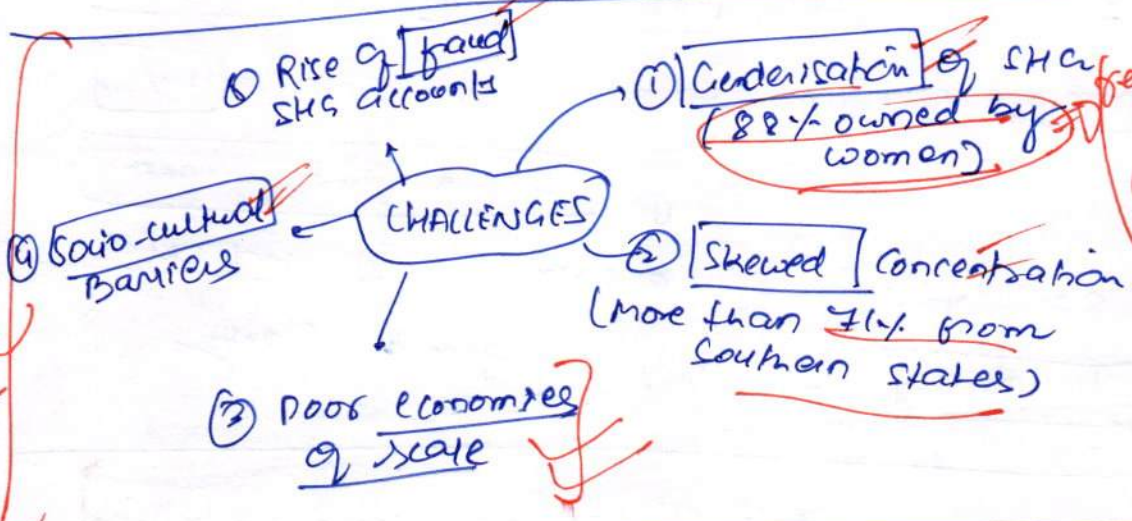 ① Genderisation of SHG
(88% owned by
women)
② Skewed concentration
(More than 71% from
Southern states)
CHALLENGES
③ Poor economies
of scale
④ Socio-cultural
Barriers
Rise of fraud
SHG accounts